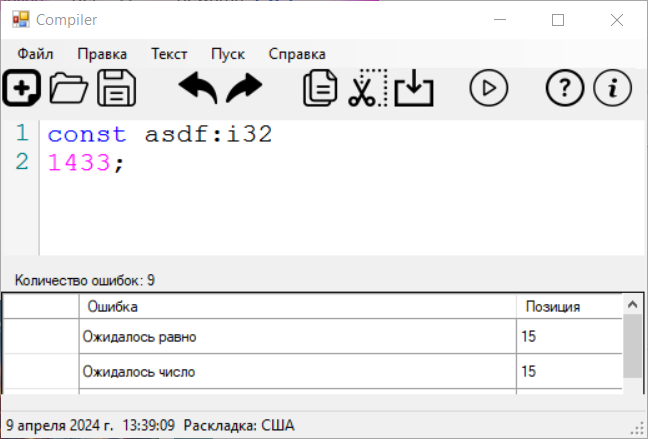 Compiler
Файл Правка Текст Пуск Справка
1 const asdf:i32
2 1433;
Количество ошибок: 9
Ошибка Позиция
Ожидалось равно 15
Ожидалось число 15
9 апреля 2024 г. 13:39:09 Раскладка: США